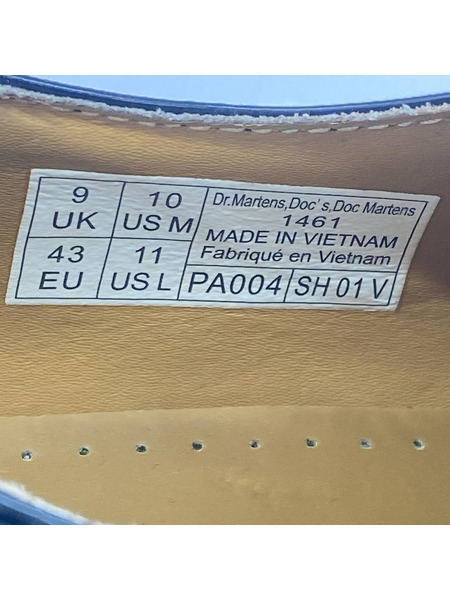 9 UK
10 US M
43 EU
11 US L
Dr.Martens,Doc's,Doc Martens
1461
MADE IN VIETNAM
Fabriqué en Vietnam
PA004
SH 01 V